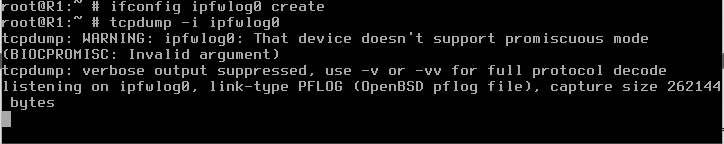 root@R1:~ # ifconfig ipfwlog0 create
root@R1:~ # tcpdump -i ipfwlog0
tcpdump: WARNING: ipfwlog0: That device doesn't support promiscuous mode
(BIOCPROMISC: Invalid argument)
tcpdump: verbose output suppressed, use -v or -vv for full protocol decode
listening on ipfwlog0, link-type PFLOG (OpenBSD pflog file), capture size 262144
 bytes